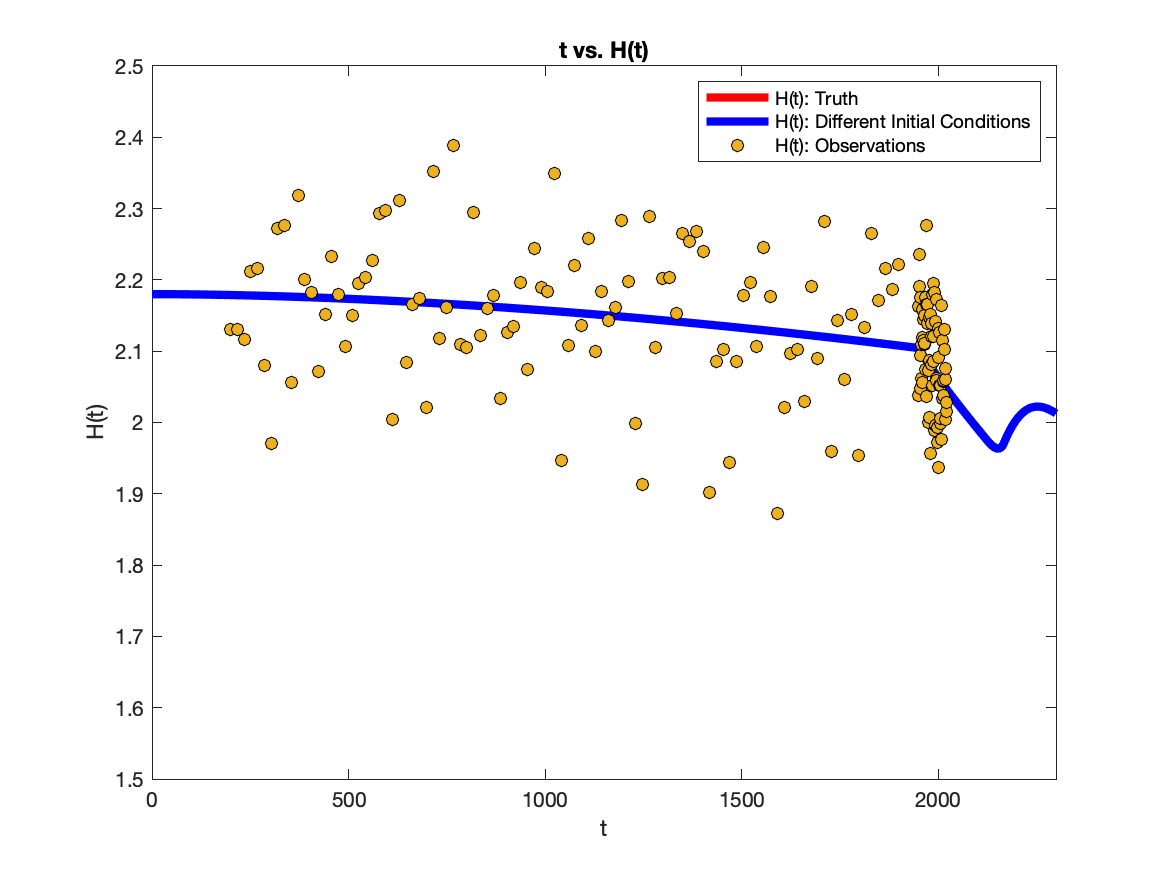 t vs. H(t)
H(t): Truth
H(t): Different Initial Conditions
H(t): Observations
2.5
2.4
2.3
2.2
2.1
2
1.9
1.8
1.7
1.6
1.5
H(t)
0 500 1000 1500 2000
t